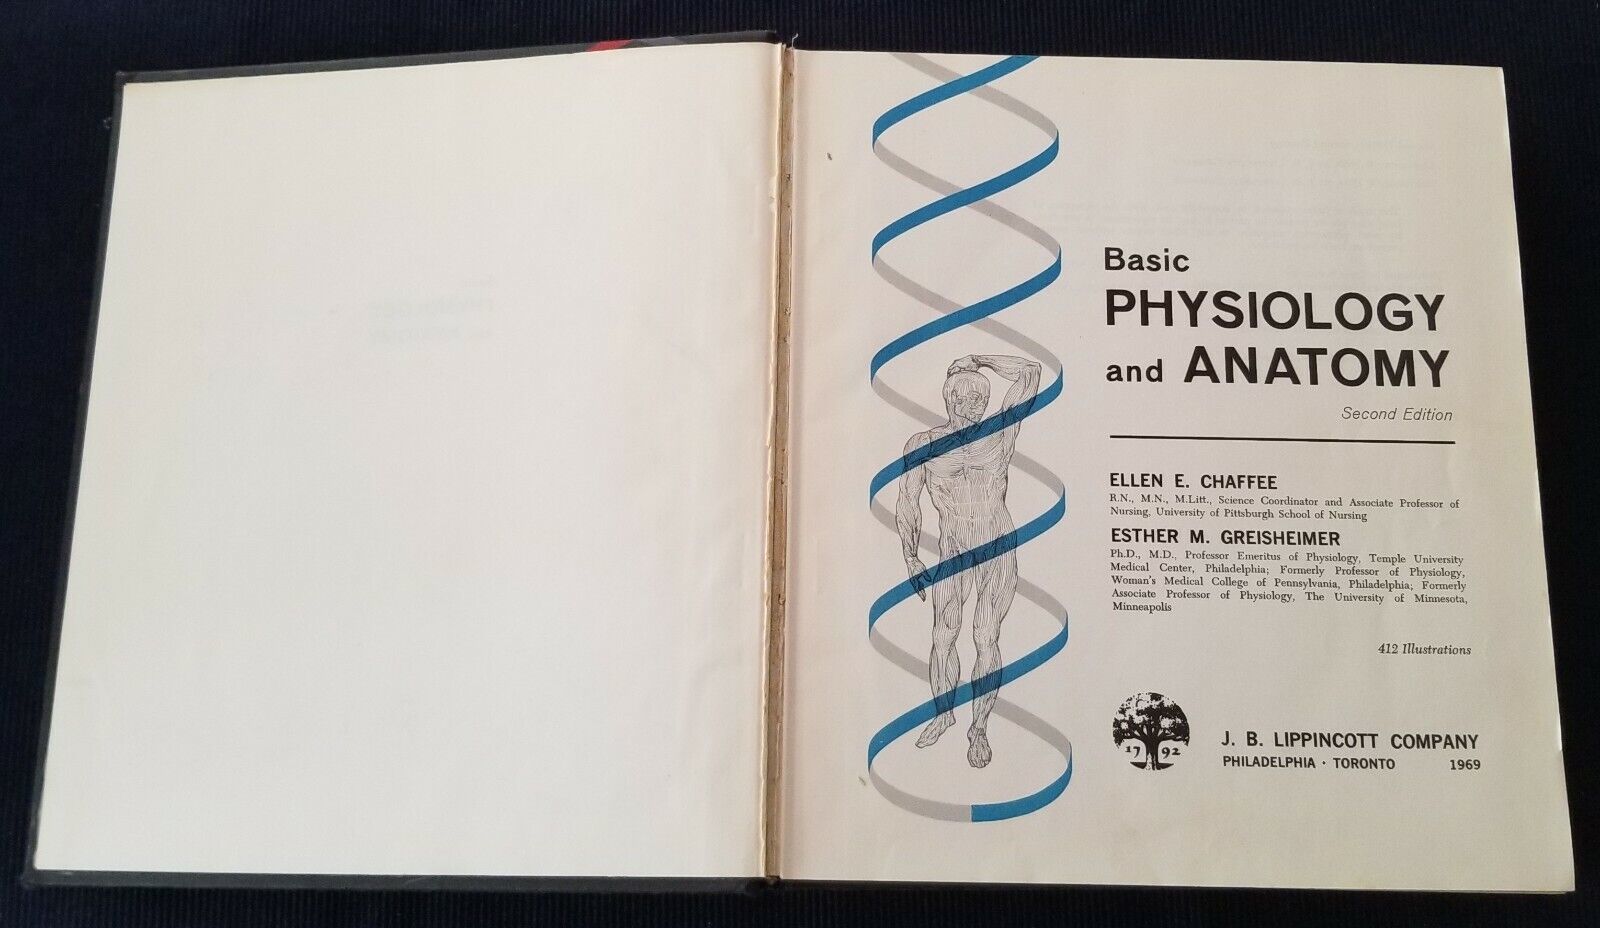 Basic
PHYSIOLOGY
and ANATOMY
Second Edition
ELLEN E. CHAFFEE
R.N., M.N., M.Litt., Science Coordinator and Associate Professor of
Nursing, University of Pittsburgh School of Nursing
ESTHER M. GREISHEIMER
Ph.D., M.D., Professor Emeritus of Physiology, Temple University
Medical Center, Philadelphia; Formerly Professor of Physiology,
Woman's Medical College of Pennsylvania, Philadelphia; Formerly
Associate Professor of Physiology, The University of Minnesota,
Minneapolis
412 Illustrations
17 92
J. B. LIPPINCOTT COMPANY
PHILADELPHIA · TORONTO 1969